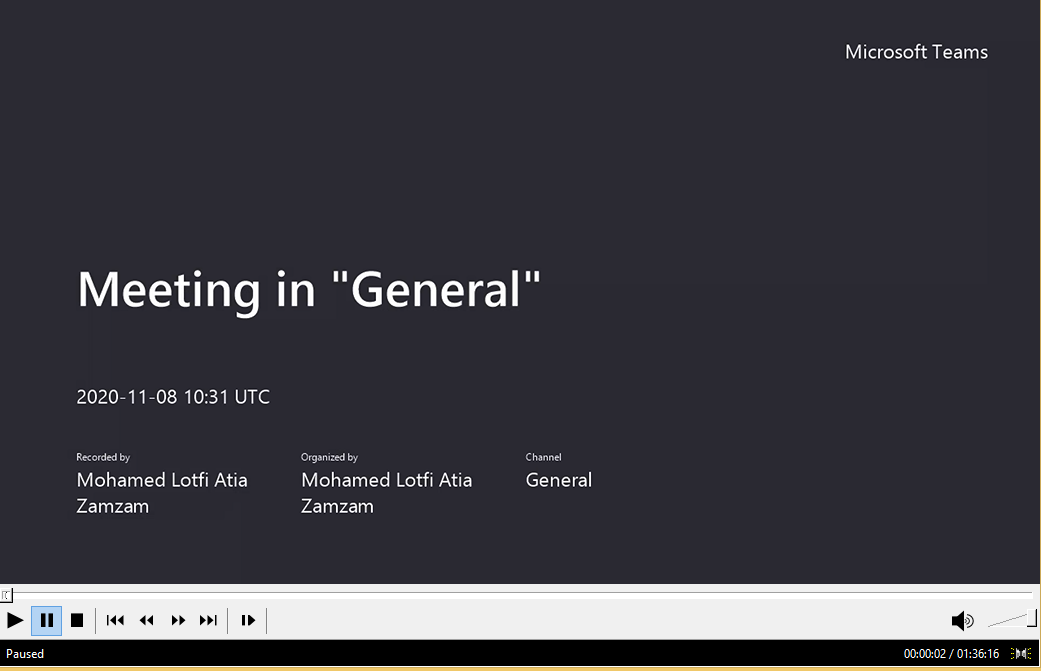 Microsoft Teams
Meeting in "General"
2020-11-08 10:31 UTC
Recorded by
Mohamed Lotfi Atia
Zamzam
Organized by
Mohamed Lotfi Atia
Zamzam
Channel
General
Paused
00:00:02 / 01:36:16